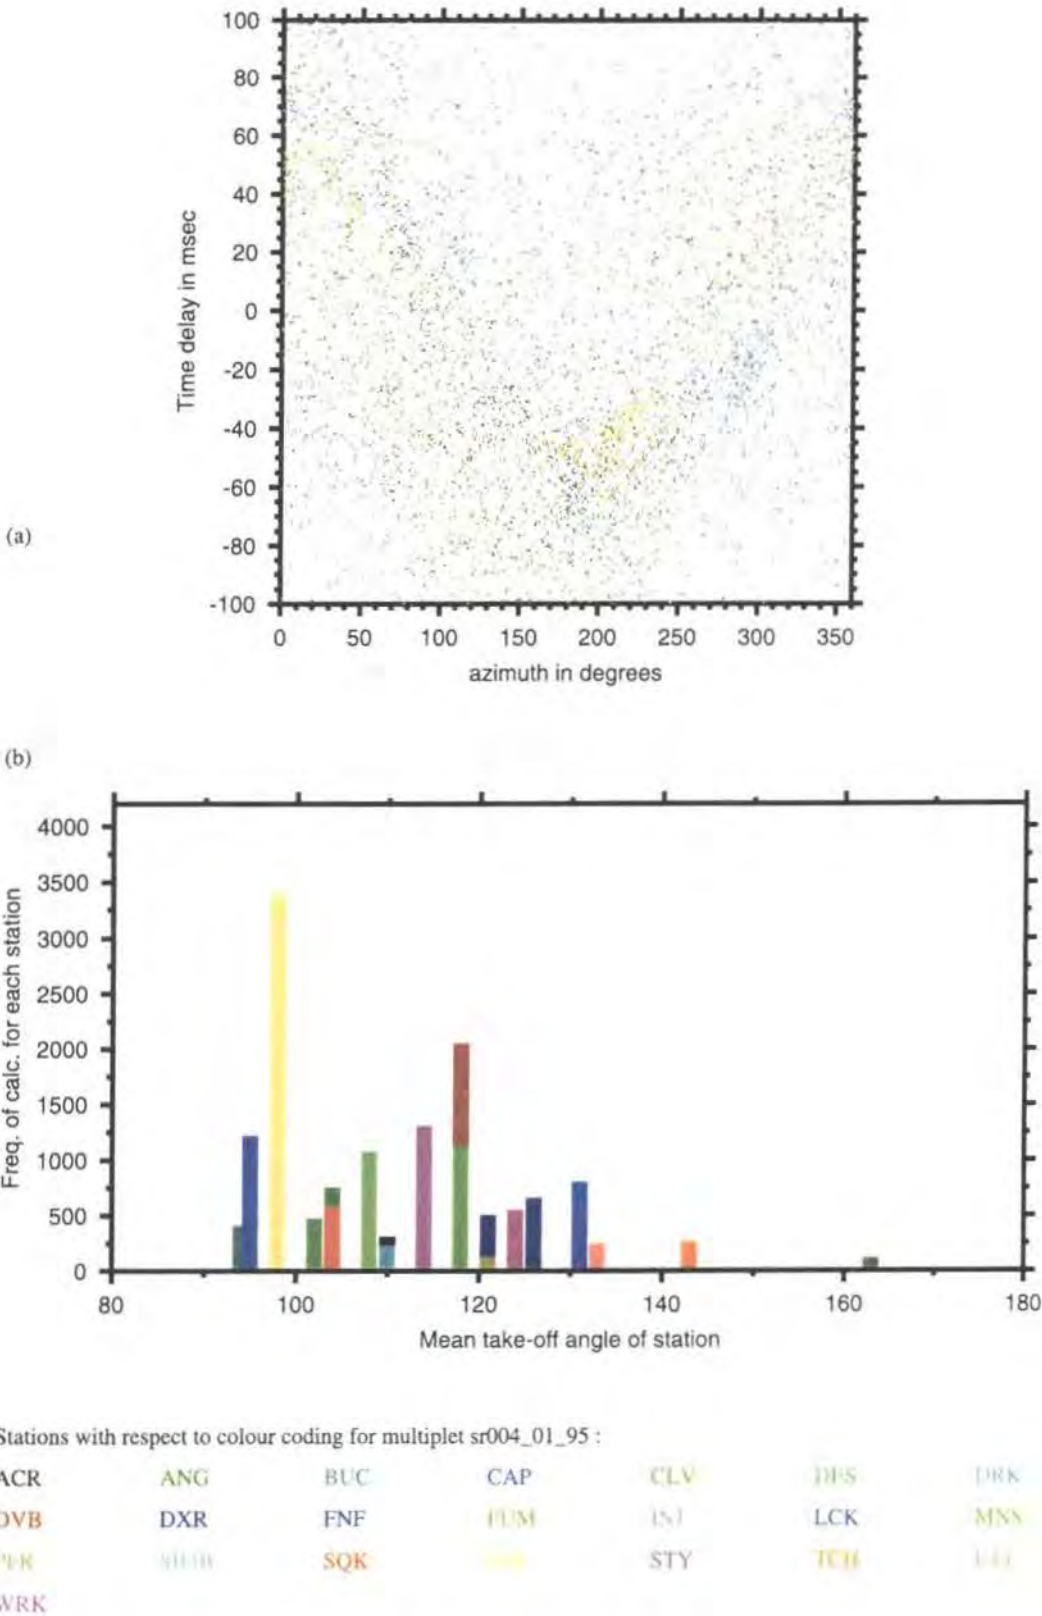 100
80
60
40
20
0
-20
-40
-60
-80
-100
Time delay in msec
0 50 100 150 200 250 300 350
azimuth in degrees
(a)
(b)
4000
3500
3000
2500
2000
1500
1000
500
0
Freq. of calc. for each station
80 100 120 140 160 180
Mean take-off angle of station
Stations with respect to colour coding for multiplet sr004_01_95 :
ACR ANG BUC CAP CLV DRK
DVB DXR FNF LCK MNS
SQK STY TCH
WRK